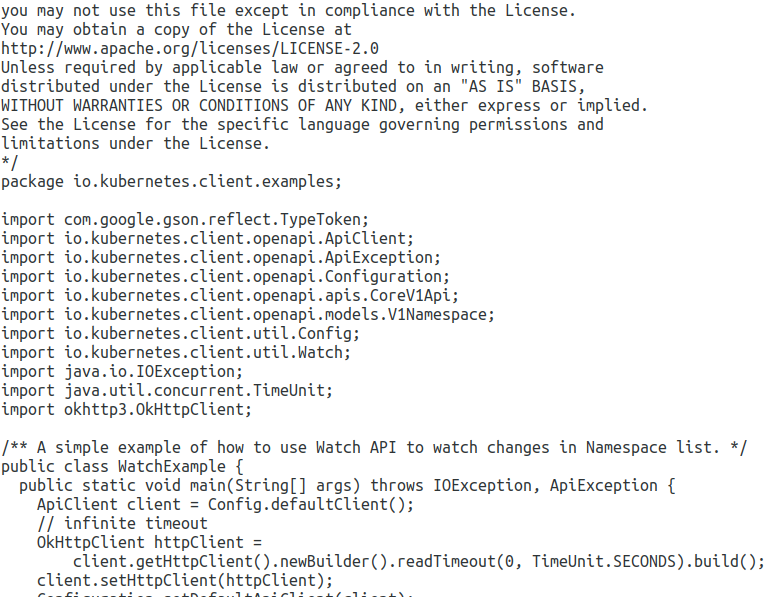 you may not use this file except in compliance with the License.
You may obtain a copy of the License at
http://www.apache.org/licenses/LICENSE-2.0
Unless required by applicable law or agreed to in writing, software
distributed under the License is distributed on an "AS IS" BASIS,
WITHOUT WARRANTIES OR CONDITIONS OF ANY KIND, either express or implied.
See the License for the specific language governing permissions and
limitations under the License.
*/
package io.kubernetes.client.examples;

import com.google.gson.reflect.TypeToken;
import io.kubernetes.client.openapi.ApiClient;
import io.kubernetes.client.openapi.ApiException;
import io.kubernetes.client.openapi.Configuration;
import io.kubernetes.client.openapi.apis.CoreV1Api;
import io.kubernetes.client.openapi.models.V1Namespace;
import io.kubernetes.client.util.Config;
import io.kubernetes.client.util.Watch;
import java.io.IOException;
import java.util.concurrent.TimeUnit;
import okhttp3.OkHttpClient;

/** A simple example of how to use Watch API to watch changes in Namespace list. */
public class WatchExample {
  public static void main(String[] args) throws IOException, ApiException {
    ApiClient client = Config.defaultClient();
    // infinite timeout
    OkHttpClient httpClient =
        client.getHttpClient().newBuilder().readTimeout(0, TimeUnit.SECONDS).build();
    client.setHttpClient(httpClient);
    Configuration.setDefaultApiClient(client);